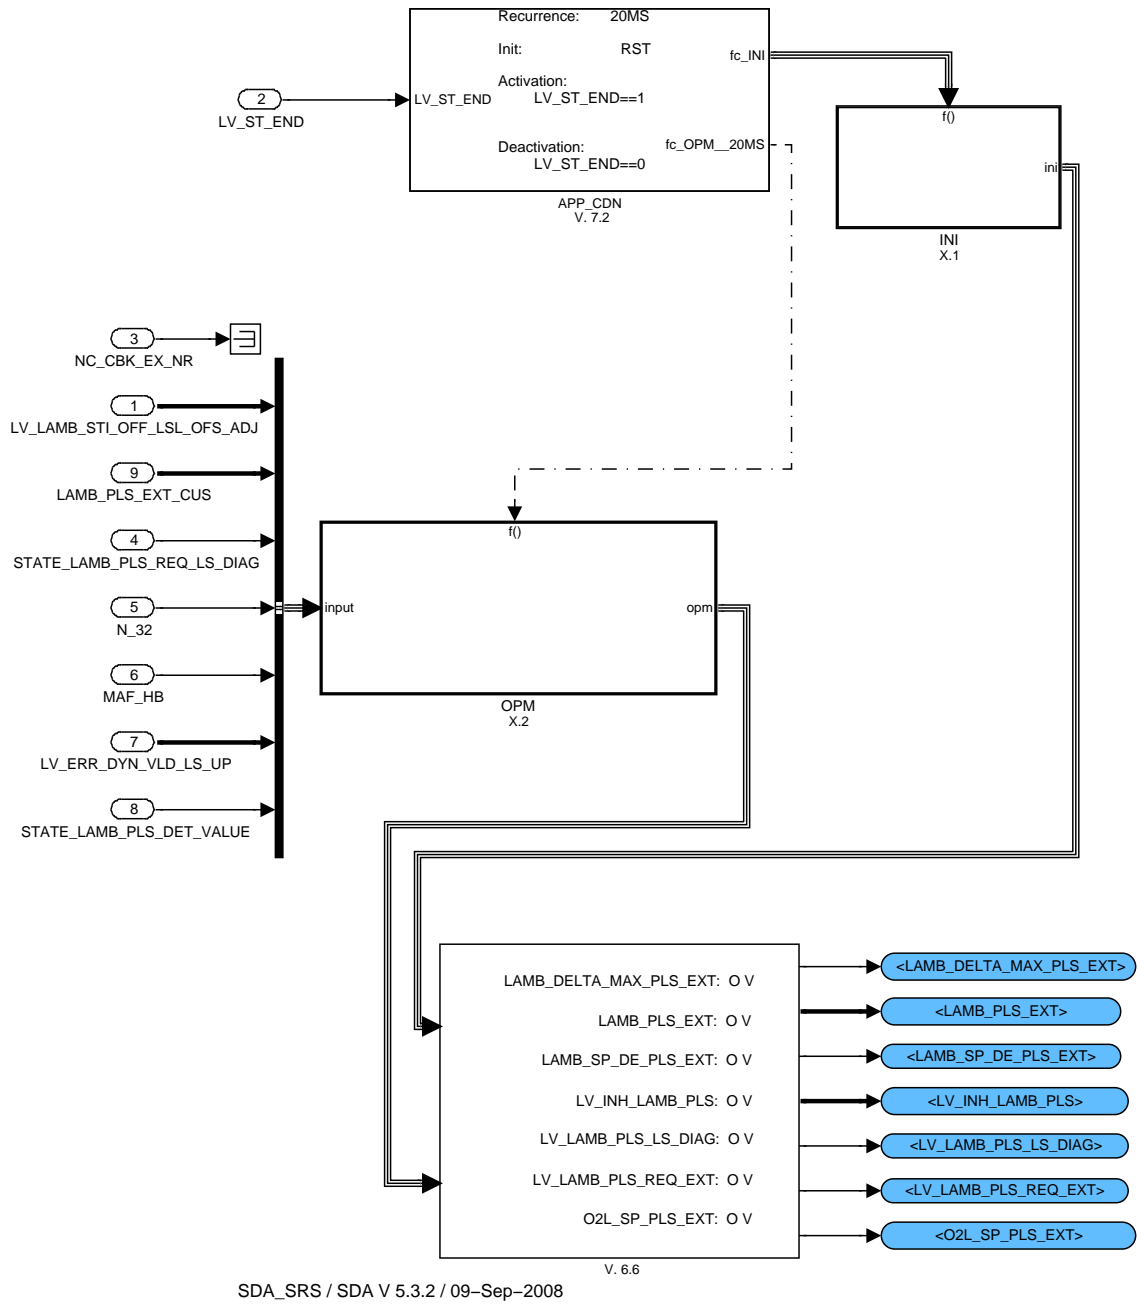 Recurrence: 20MS
Init: RST
fc_INI
Activation:
LV_ST_END==1
2
LV_ST_END
LV_ST_END
f()
Deactivation:
LV_ST_END==0
fc_OPM__20MS
ini
APP_CDN
V. 7.2
INI
X.1
3
NC_CBK_EX_NR
1
LV_LAMB_STI_OFF_LSL_OFS_ADJ
9
LAMB_PLS_EXT_CUS
4
STATE_LAMB_PLS_REQ_LS_DIAG
f()
5
N_32
input
opm
6
MAF_HB
OPM
X.2
7
LV_ERR_DYN_VLD_LS_UP
8
STATE_LAMB_PLS_DET_VALUE
LAMB_DELTA_MAX_PLS_EXT: O V
<LAMB_DELTA_MAX_PLS_EXT>
LAMB_PLS_EXT: O V
<LAMB_PLS_EXT>
LAMB_SP_DE_PLS_EXT: O V
<LAMB_SP_DE_PLS_EXT>
LV_INH_LAMB_PLS: O V
<LV_INH_LAMB_PLS>
LV_LAMB_PLS_LS_DIAG: O V
<LV_LAMB_PLS_LS_DIAG>
LV_LAMB_PLS_REQ_EXT: O V
<LV_LAMB_PLS_REQ_EXT>
O2L_SP_PLS_EXT: O V
<O2L_SP_PLS_EXT>
V. 6.6
SDA_SRS / SDA V 5.3.2 / 09−Sep−2008